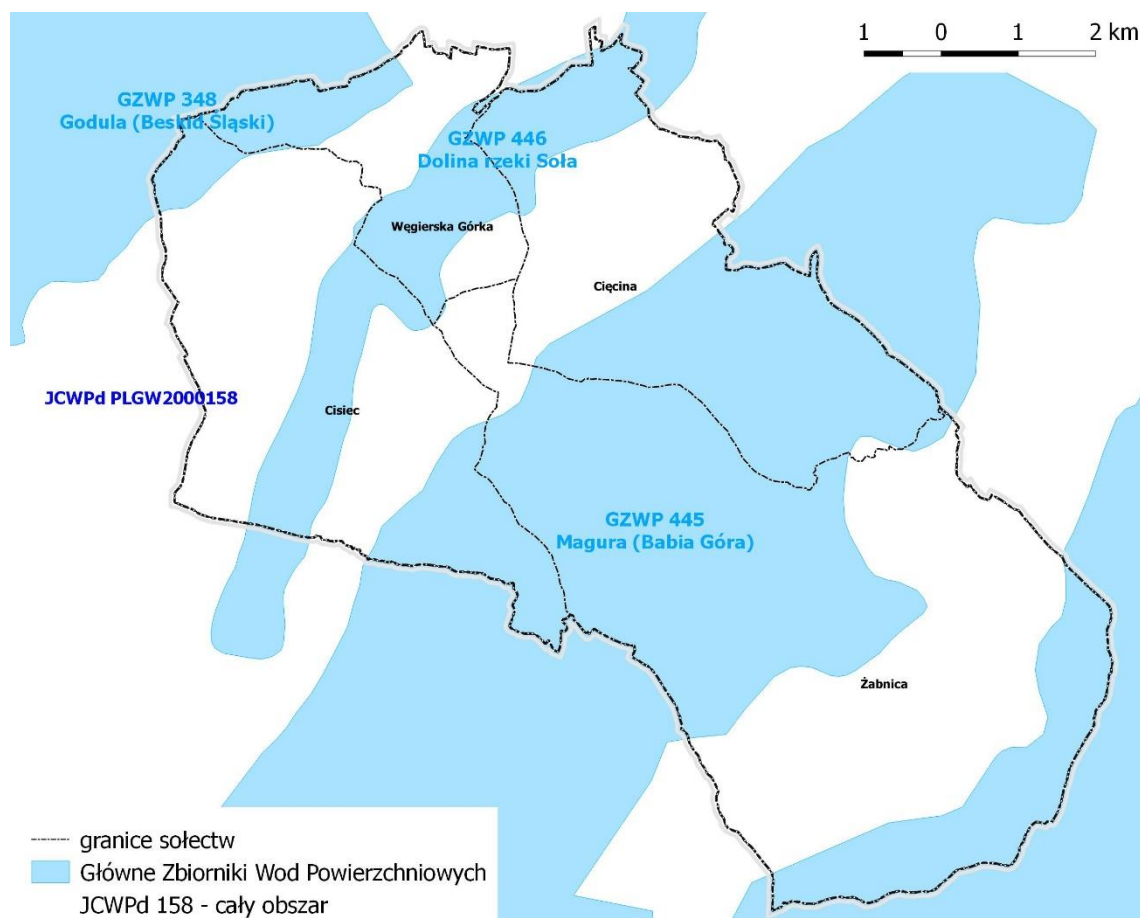 1 0 1 2 km
GZWP 348
Godula (Beskid Śląski)
GZWP 446
Dolina rzeki Soła
Węgierska Górka
Cięcina
JCWPd PLGW2000158
Cisiec
GZWP 445
Magura (Babia Góra)
Żabnica
granice sołectw
Główne Zbiorniki Wod Powierzchniowych
JCWPd 158 - cały obszar